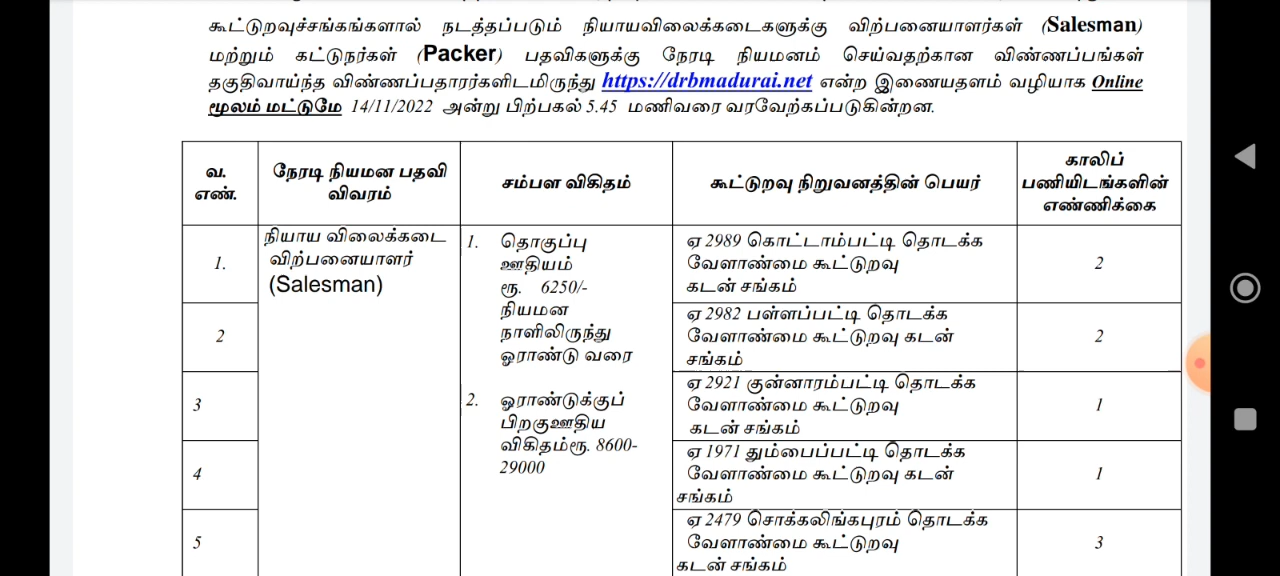 கூட்டுறவுச்சங்கங்களால் நடத்தப்படும் நியாயவிலைக்கடைகளுக்கு விற்பனையாளர்கள் (Salesman)
மற்றும் கட்டுநர்கள் (Packer) பதவிகளுக்கு நேரடி நியமனம் செய்வதற்கான விண்ணப்பங்கள்
தகுதிவாய்ந்த விண்ணப்பதாரர்களிடமிருந்து https://drbmadurai.net என்ற இணையதளம் வழியாக Online
மூலம் மட்டுமே 14/11/2022 அன்று பிற்பகல் 5.45 மணிவரை வரவேற்கப்படுகின்றன.
வ.
எண்.
நேரடி நியமன பதவி
விவரம்
சம்பள விகிதம்
கூட்டுறவு நிறுவனத்தின் பெயர்
காலிப்
பணியிடங்களின்
எண்ணிக்கை
1.
நியாய விலைக்கடை
விற்பனையாளர்
(Salesman)
1. தொகுப்பு
ஊதியம்
ரூ. 6250/-
நியமன
நாளிலிருந்து
ஓராண்டு வரை
2. ஓராண்டுக்குப்
பிறகுஊதிய
விகிதம்ரூ. 8600-
29000
ஏ 2989 கொட்டாம்பட்டி தொடக்க
வேளாண்மை கூட்டுறவு
கடன் சங்கம்
2
2
ஏ 2982 பள்ளப்பட்டி தொடக்க
வேளாண்மை கூட்டுறவு கடன்
சங்கம்
2
3
ஏ 2921 குன்னாரம்பட்டி தொடக்க
வேளாண்மை கூட்டுறவு
கடன் சங்கம்
1
4
ஏ 1971 தும்பைப்பட்டி தொடக்க
வேளாண்மை கூட்டுறவு கடன்
சங்கம்
1
5
ஏ 2479 சொக்கலிங்கபுரம் தொடக்க
வேளாண்மை கூட்டுறவு
கடன் சங்கம்
3